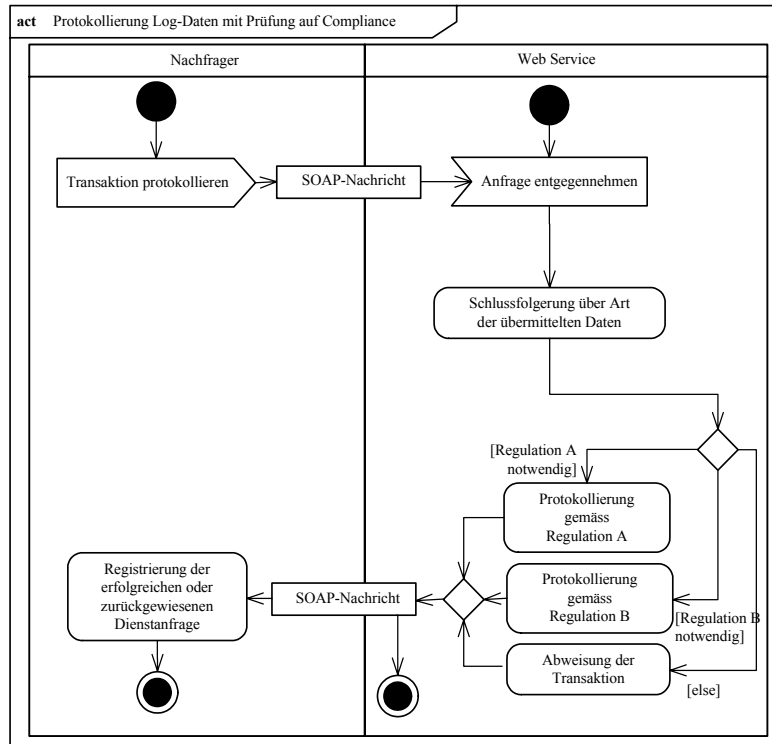 act Protokollierung Log-Daten mit Prüfung auf Compliance
Nachfrager
Web Service
Transaktion protokollieren
SOAP-Nachricht
Anfrage entgegennehmen
Schlussfolgerung über Art
der übermittelten Daten
[Regulation A
notwendig]
Protokollierung
gemäss
Regulation A
Registrierung der
erfolgreichen oder
zurückgewiesenen
Dienstanfrage
SOAP-Nachricht
Protokollierung
gemäss
Regulation B
[Regulation B
notwendig]
Abweisung der
Transaktion
[else]